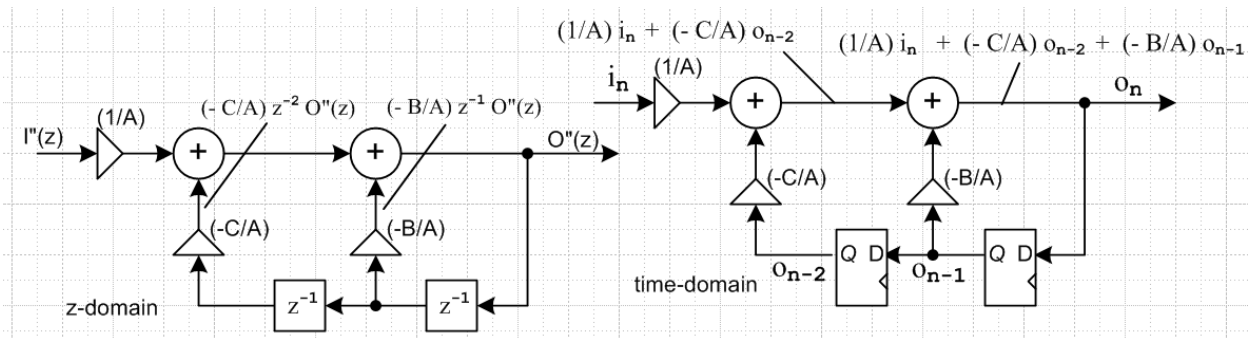 (1/A) iₙ + (- C/A) oₙ₋₂
(1/A) iₙ + (- C/A) oₙ₋₂ + (- B/A) oₙ₋₁
(1/A)
iₙ
+
+
oₙ
(-C/A)
(-B/A)
Q D
Q D
oₙ₋₂
oₙ₋₁
time-domain
(1/A)
(- C/A) z⁻² O"(z)
(- B/A) z⁻¹ O"(z)
I"(z)
+
+
O"(z)
(-C/A)
(-B/A)
z⁻¹
z⁻¹
z-domain